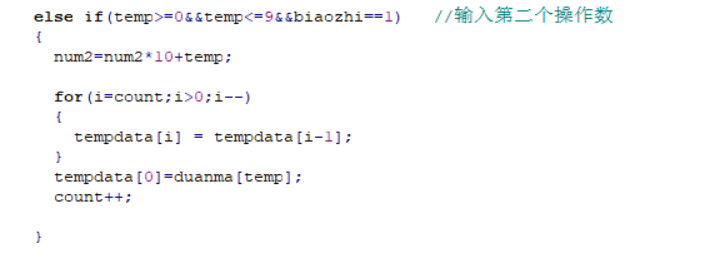 else if(temp>=0&&temp<=9&&biaozhi==1)   //输入第二个操作数
{
  num2=num2*10+temp;
  for(i=count;i>0;i--)
  {
    tempdata[i] = tempdata[i-1];
  }
  tempdata[0]=duanma[temp];
  count++;
}